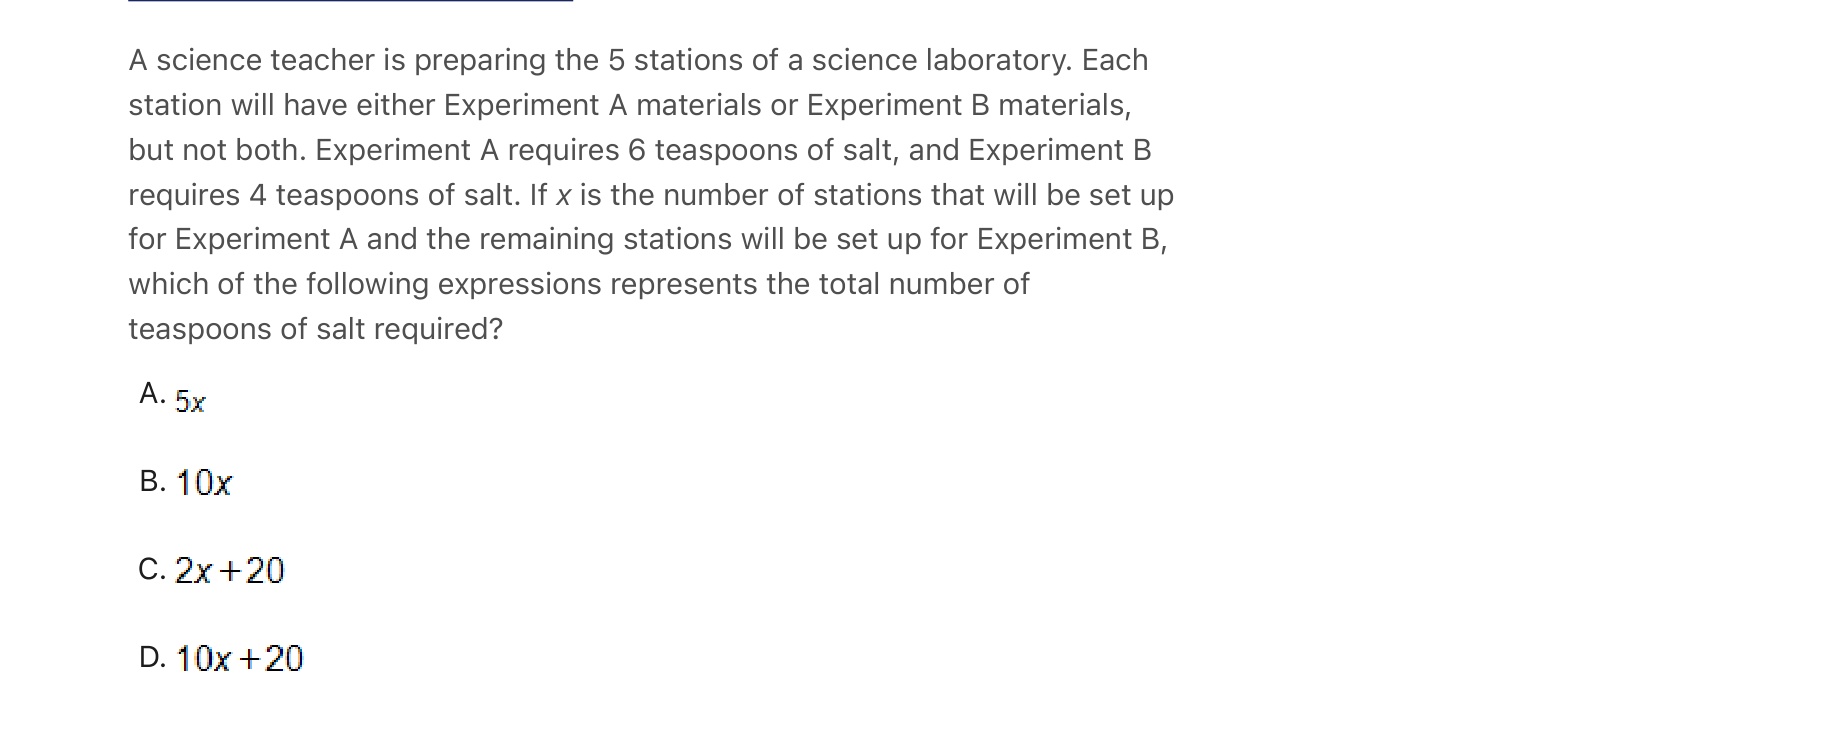 A science teacher is preparing the 5 stations of a science laboratory. Each
station will have either Experiment A materials or Experiment B materials,
but not both. Experiment A requires 6 teaspoons of salt, and Experiment B
requires 4 teaspoons of salt. If x is the number of stations that will be set up
for Experiment A and the remaining stations will be set up for Experiment B,
which of the following expressions represents the total number of
teaspoons of salt required?
A. 5x
B. 10x
C. 2x+20
D. 10x+20